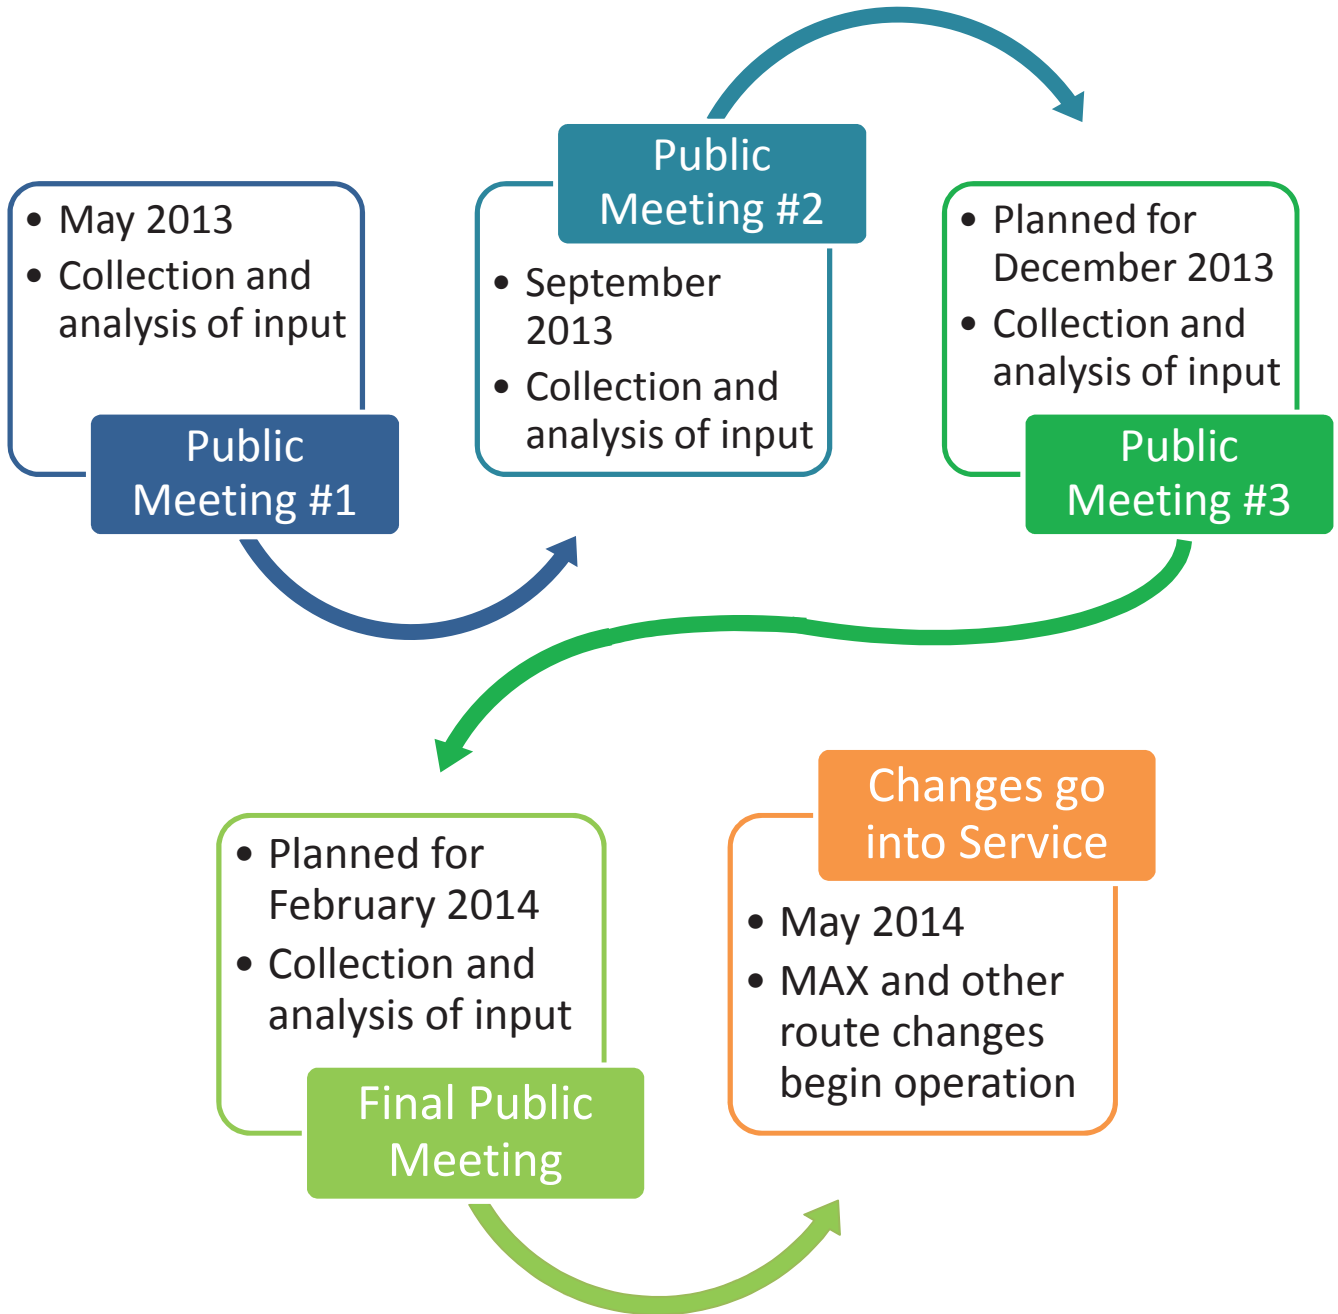 • May 2013
• Collection and
analysis of input
Public
Meeting #1
Public
Meeting #2
• September
2013
• Collection and
analysis of input
• Planned for
December 2013
• Collection and
analysis of input
Public
Meeting #3
• Planned for
February 2014
• Collection and
analysis of input
Final Public
Meeting
Changes go
into Service
• May 2014
• MAX and other
route changes
begin operation